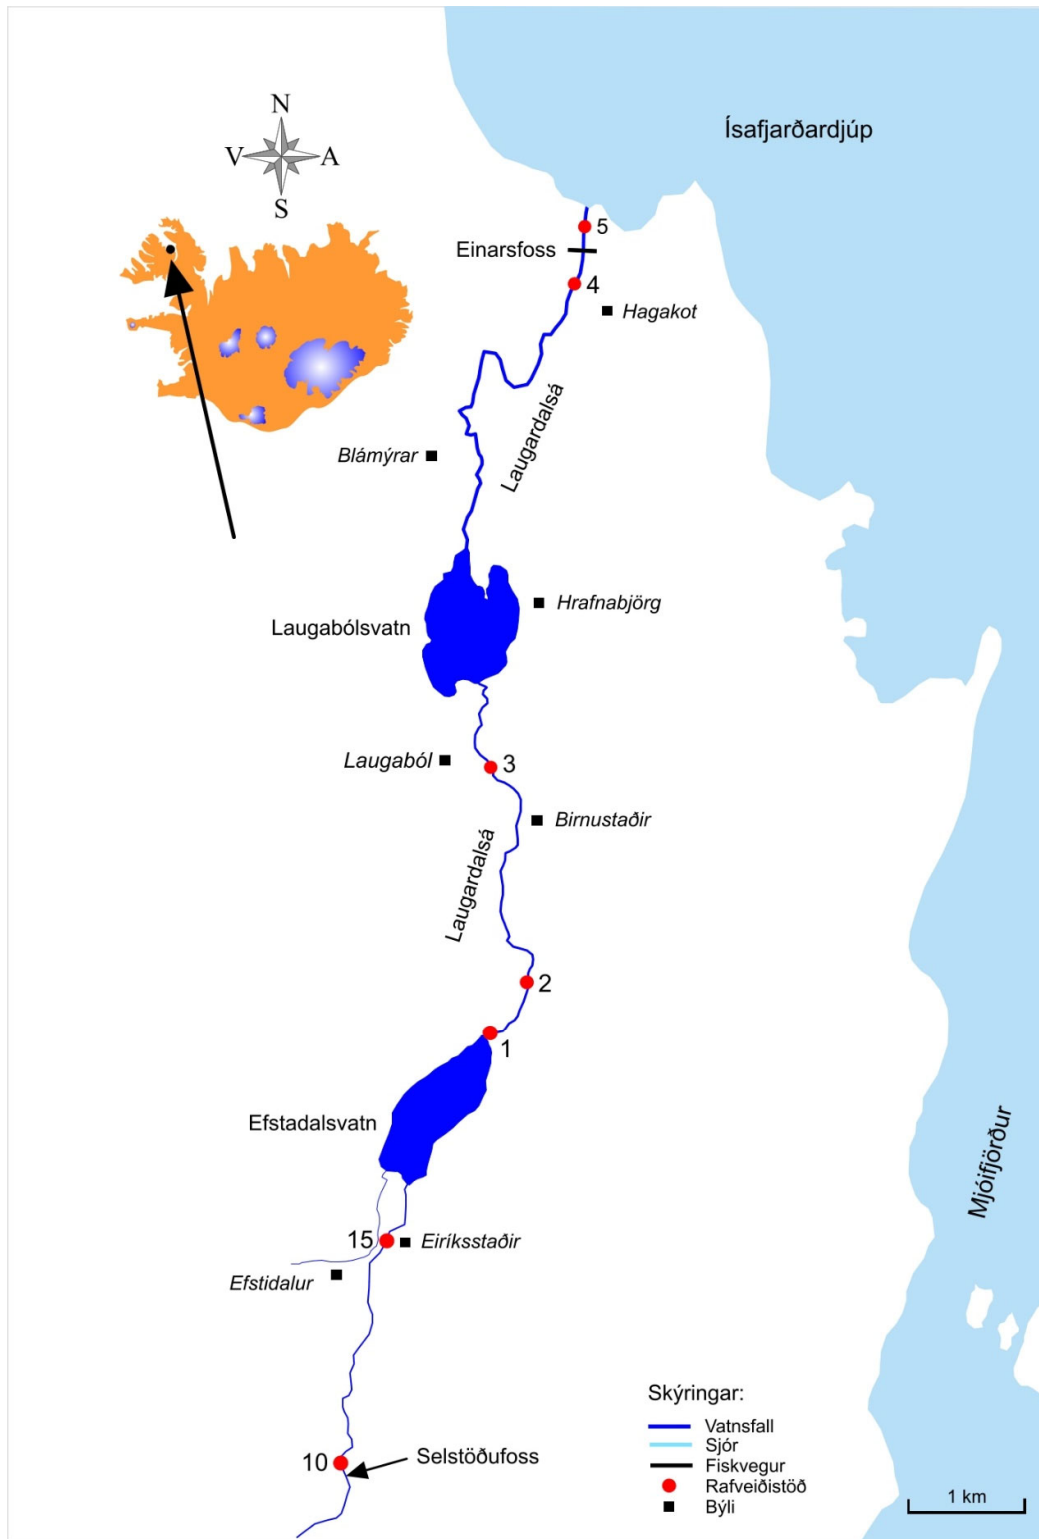 Ísafjarðardjúp
N
V
A
S
5
Einarsfoss
4
Hagakot
Laugardalsá
Blámýrar
Hrafnabjörg
Laugabólsvatn
Laugaból
3
Birnustaðir
Laugardalsá
2
1
Efstadalsvatn
Mjóifjörður
15
Eiríksstaðir
Efstidalur
Skýringar:
Vatnsfall
Sjór
Fiskvegur
Rafveiðistöð
Býli
10
Selstöðufoss
1 km